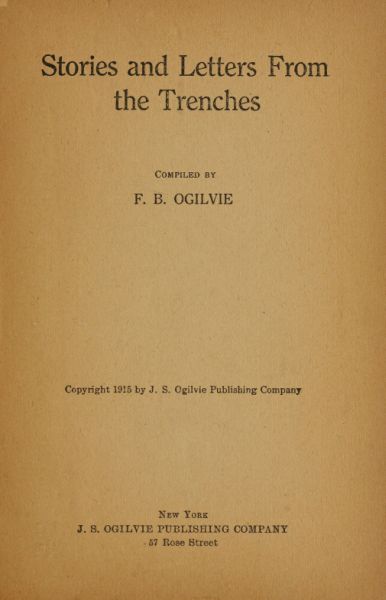 Stories and Letters From
the Trenches
Compiled by
F. B. OGILVIE
Copyright 1915 by J. S. Ogilvie Publishing Company
New York
J. S. OGILVIE PUBLISHING COMPANY
57 Rose Street